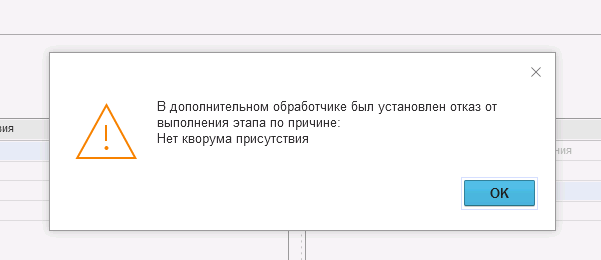 В дополнительном обработчике был установлен отказ от
выполнения этапа по причине:
Нет кворума присутствия
OK